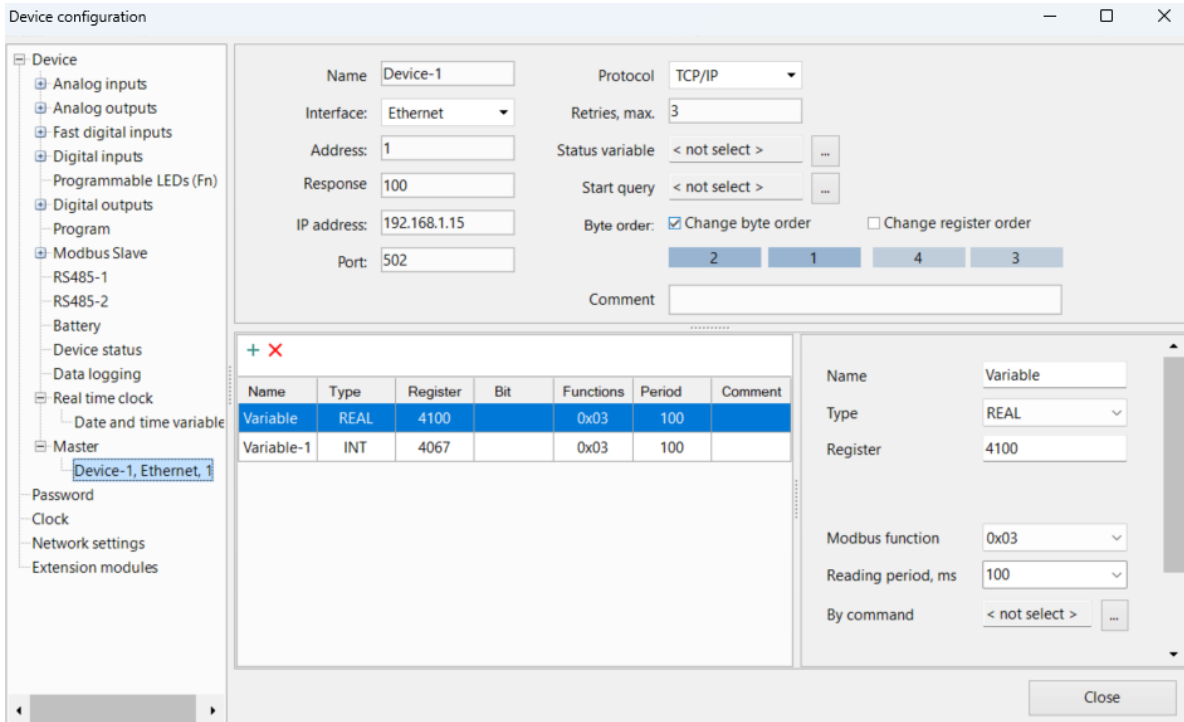 Device configuration
Device
Analog inputs
Analog outputs
Fast digital inputs
Digital inputs
Programmable LEDs (Fn)
Digital outputs
Program
Modbus Slave
RS485-1
RS485-2
Battery
Device status
Data logging
Real time clock
Date and time variable
Master
Device-1, Ethernet, 1
Password
Clock
Network settings
Extension modules
Name Device-1 Protocol TCP/IP
Interface: Ethernet Retries, max. 3
Address: 1 Status variable < not select > ...
Response 100 Start query < not select > ...
IP address: 192.168.1.15 Byte order: Change byte order Change register order
Port: 502 2 1 4 3
Comment
Name Type Register Bit Functions Period Comment
Variable REAL 4100 0x03 100
Variable-1 INT 4067 0x03 100
Name Variable
Type REAL
Register 4100
Modbus function 0x03
Reading period, ms 100
By command < not select > ...
Close